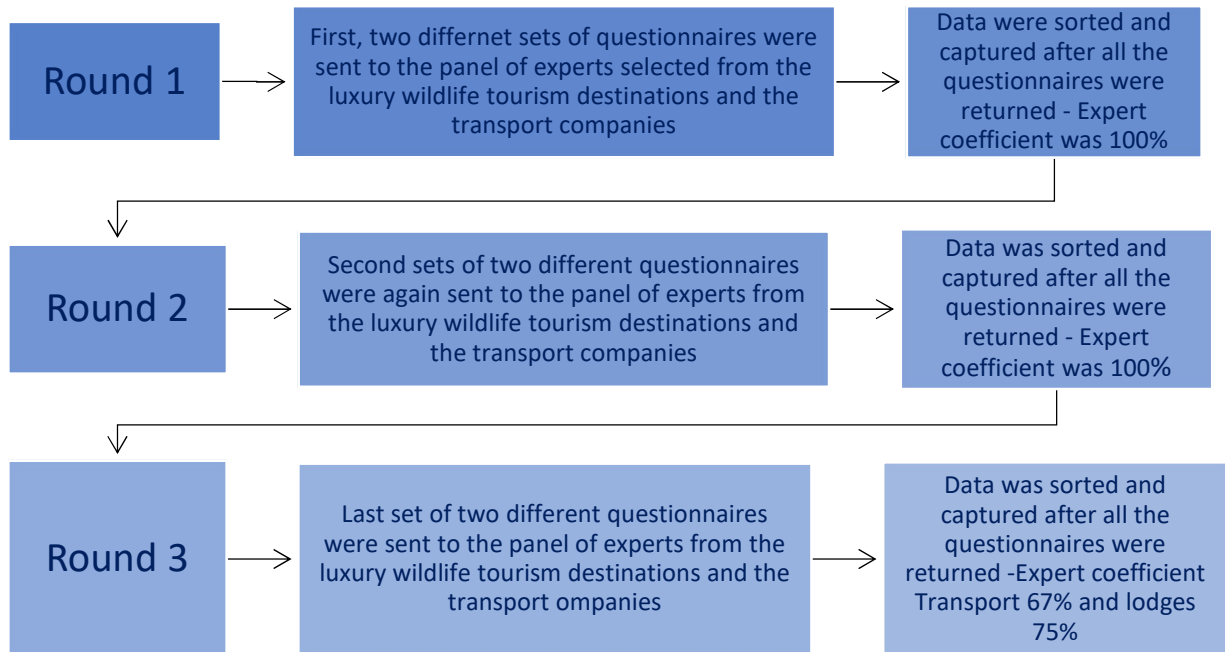 Round 1
First, two differnet sets of questionnaires were
sent to the panel of experts selected from the
luxury wildlife tourism destinations and the
transport companies
Data were sorted and
captured after all the
questionnaires were
returned - Expert
coefficient was 100%
Round 2
Second sets of two different questionnaires
were again sent to the panel of experts from
the luxury wildlife tourism destinations and
the transport companies
Data was sorted and
captured after all the
questionnaires were
returned - Expert
coefficient was 100%
Round 3
Last set of two different questionnaires
were sent to the panel of experts from the
luxury wildlife tourism destinations and the
transport ompanies
Data was sorted and
captured after all the
questionnaires were
returned -Expert coefficient
Transport 67% and lodges
75%